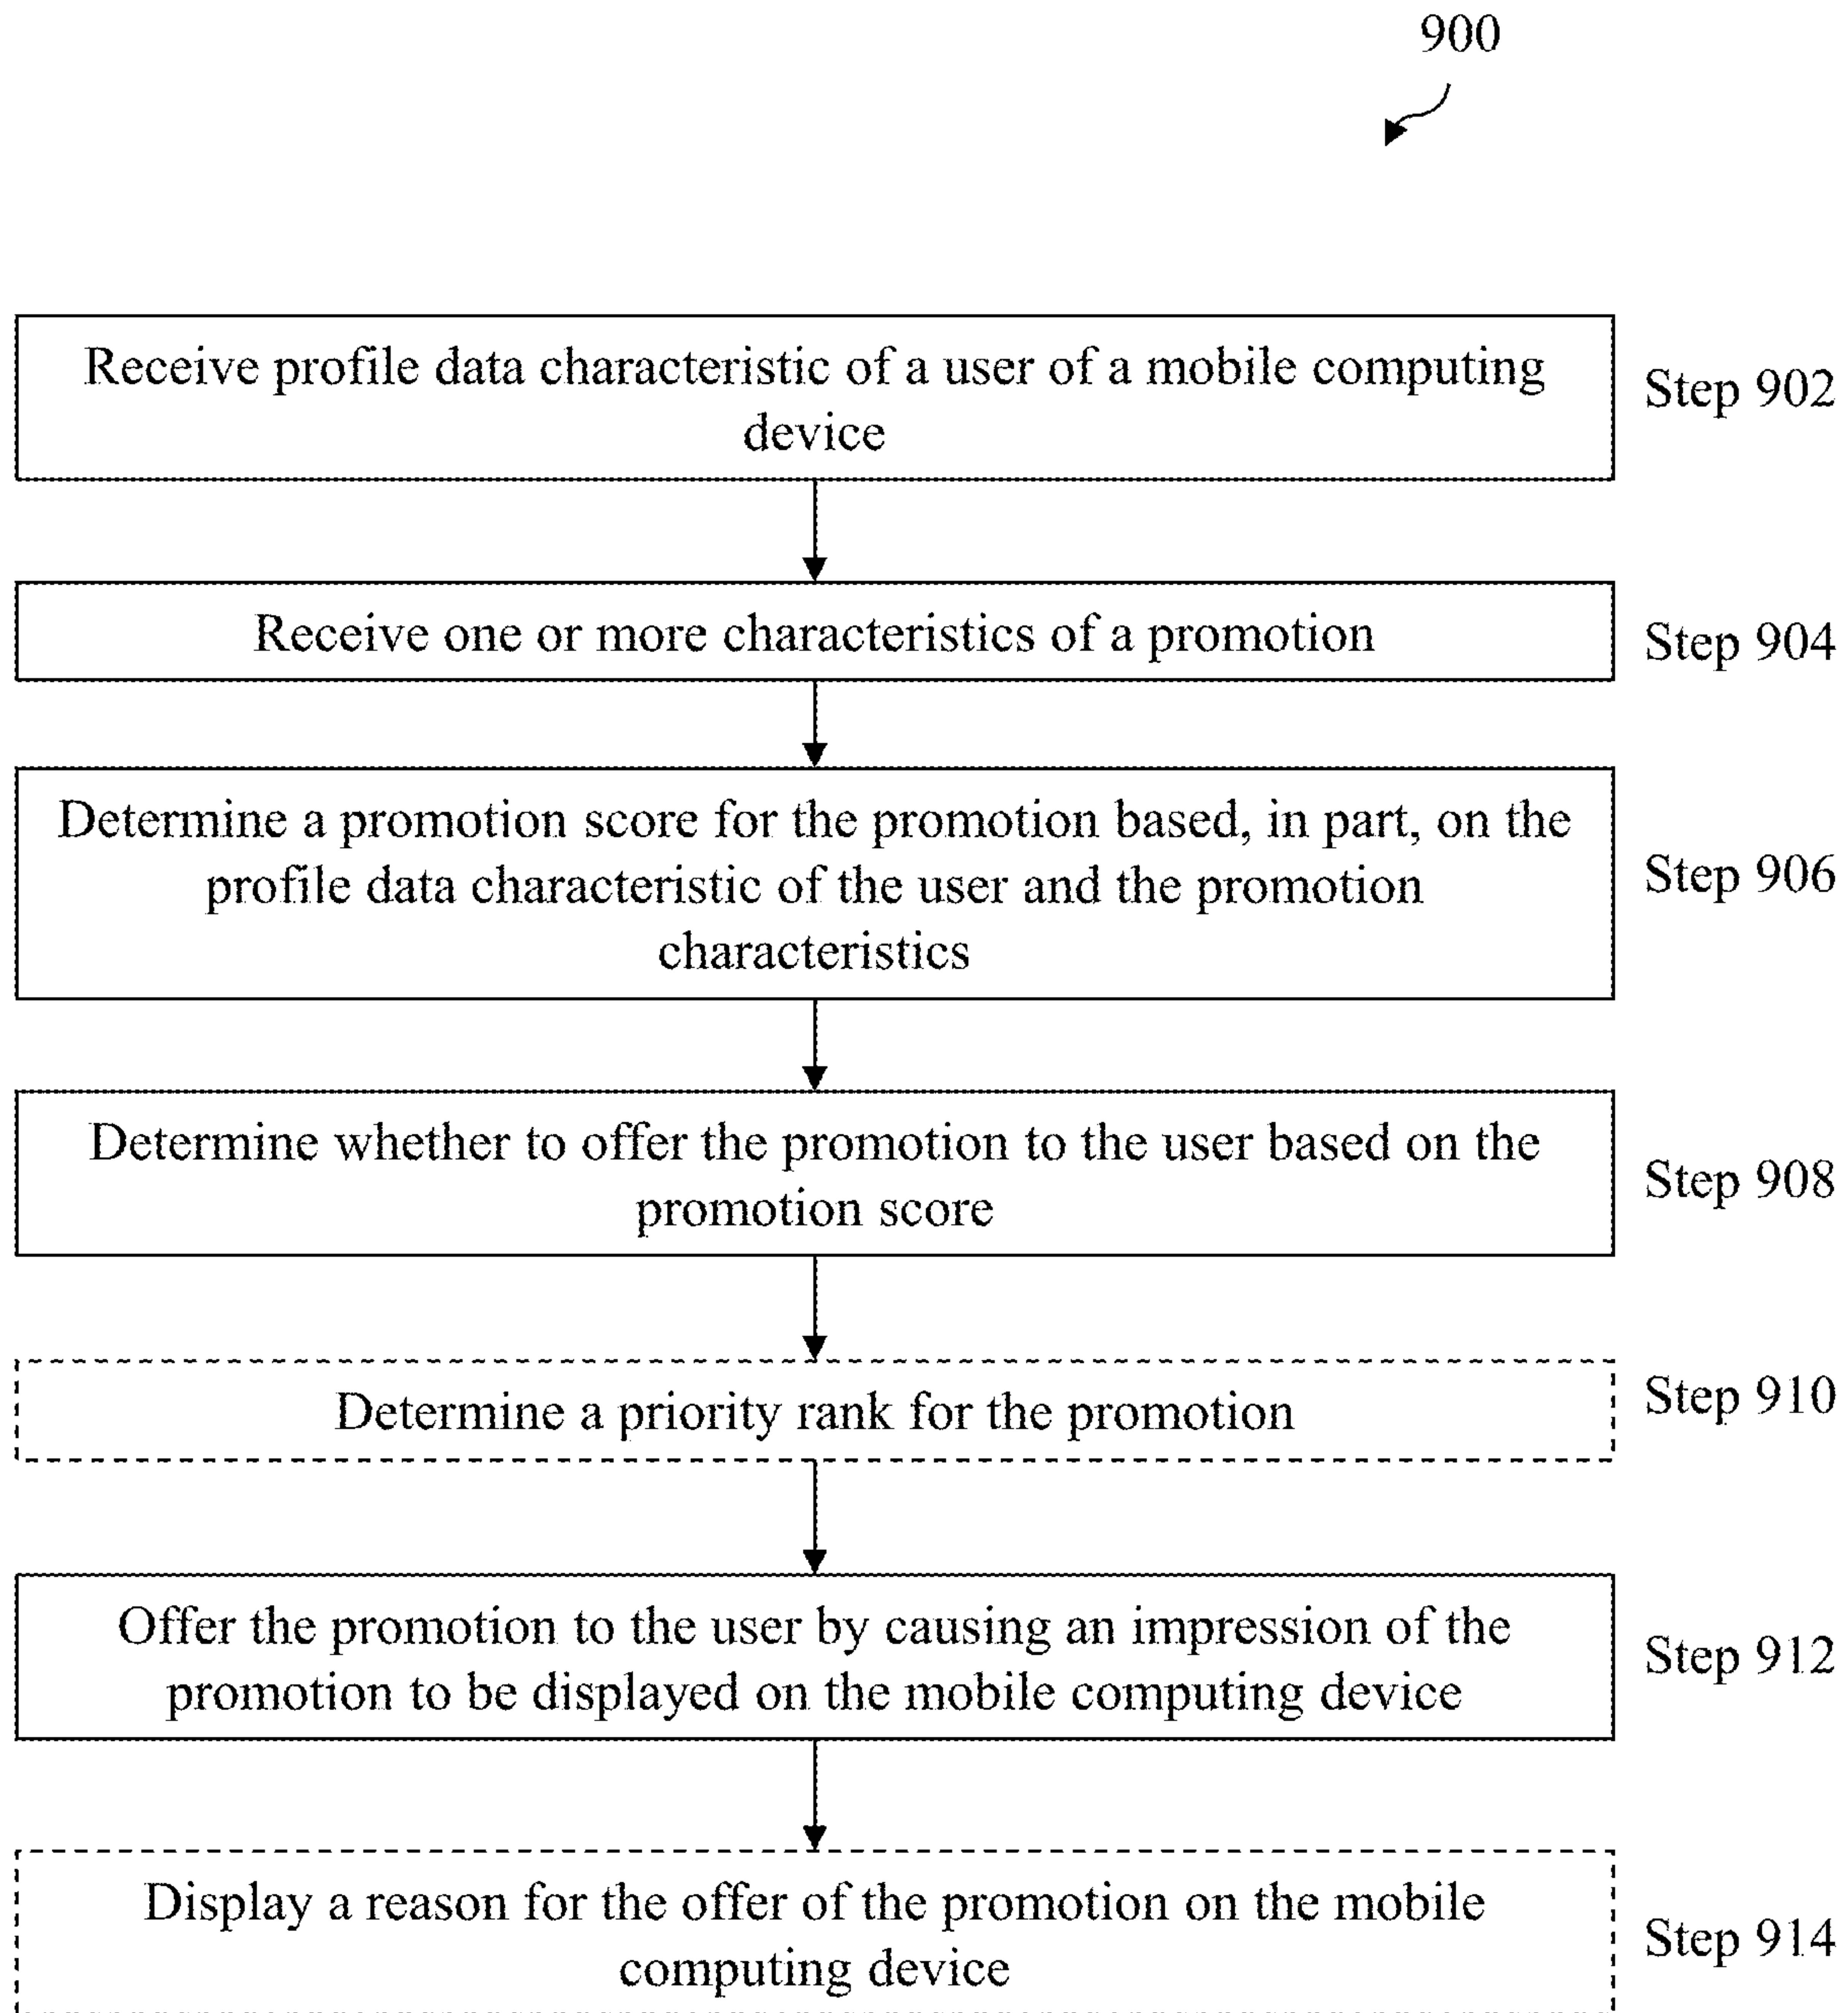 900
Receive profile data characteristic of a user of a mobile computing
device
Step 902
Receive one or more characteristics of a promotion
Step 904
Determine a promotion score for the promotion based, in part, on the
profile data characteristic of the user and the promotion
characteristics
Step 906
Determine whether to offer the promotion to the user based on the
promotion score
Step 908
Determine a priority rank for the promotion
Step 910
Offer the promotion to the user by causing an impression of the
promotion to be displayed on the mobile computing device
Step 912
Display a reason for the offer of the promotion on the mobile
computing device
Step 914